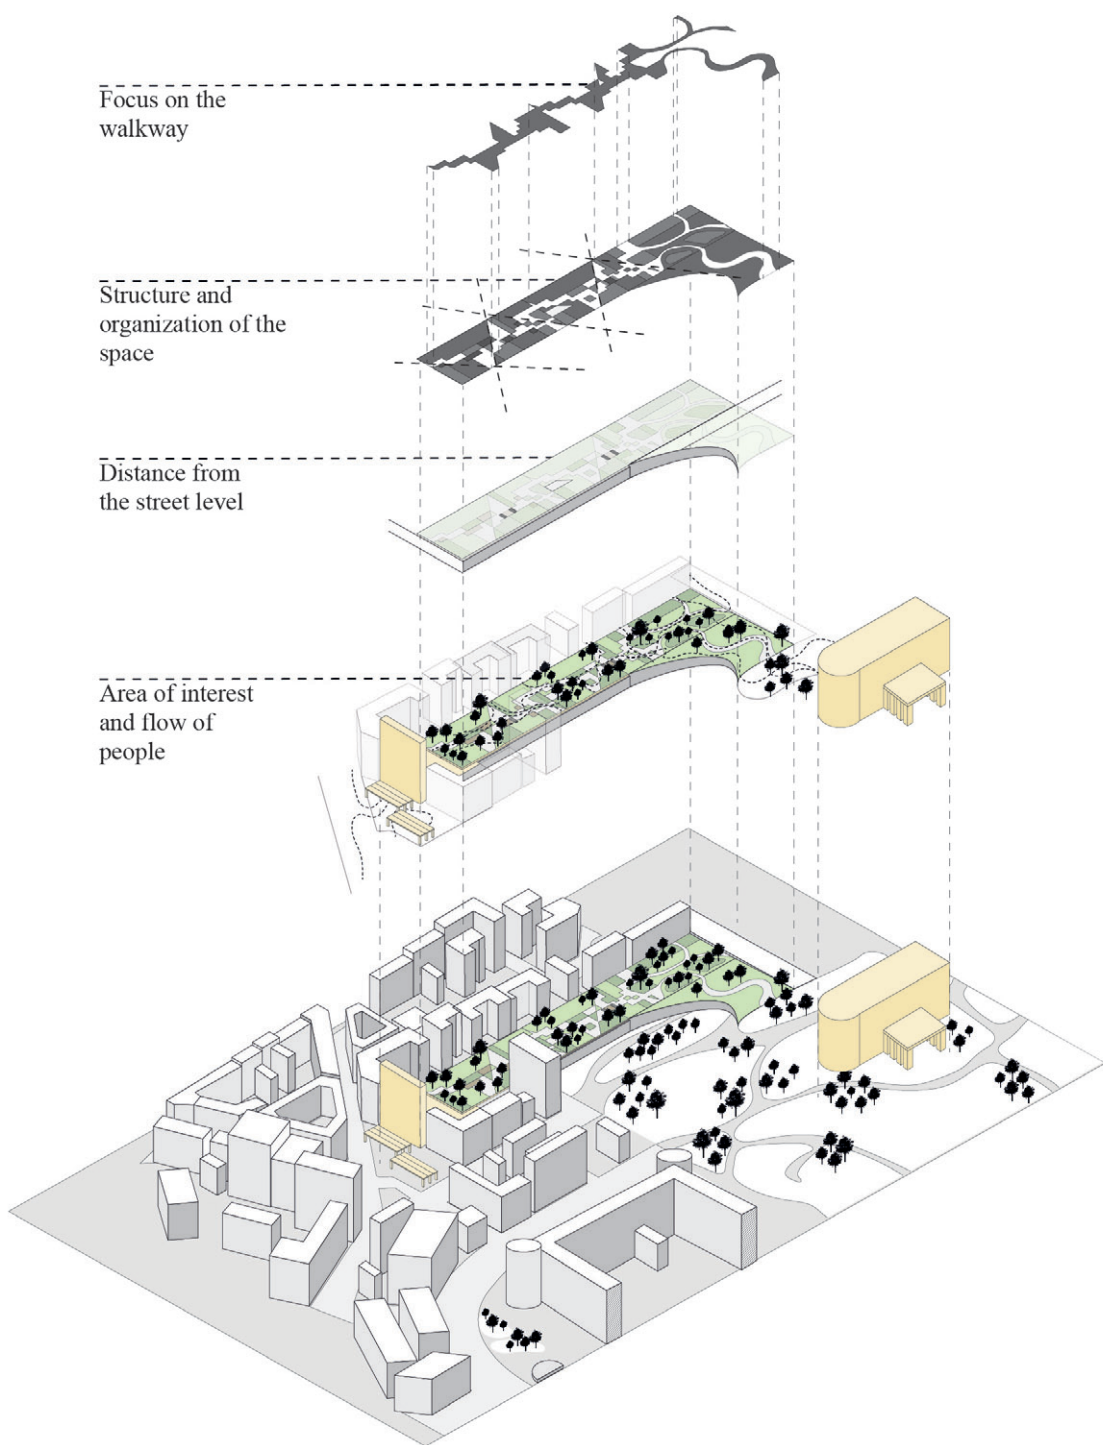 Focus on the
walkway
Structure and
organization of the
space
Distance from
the street level
Area of interest
and flow of
people